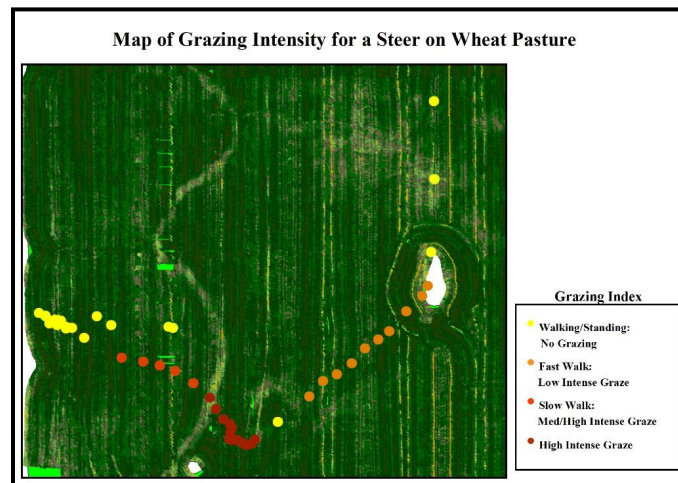 Map of Grazing Intensity for a Steer on Wheat Pasture
Grazing Index
Walking/Standing:
No Grazing
Fast Walk:
Low Intense Graze
Slow Walk:
Med/High Intense Graze
High Intense Graze